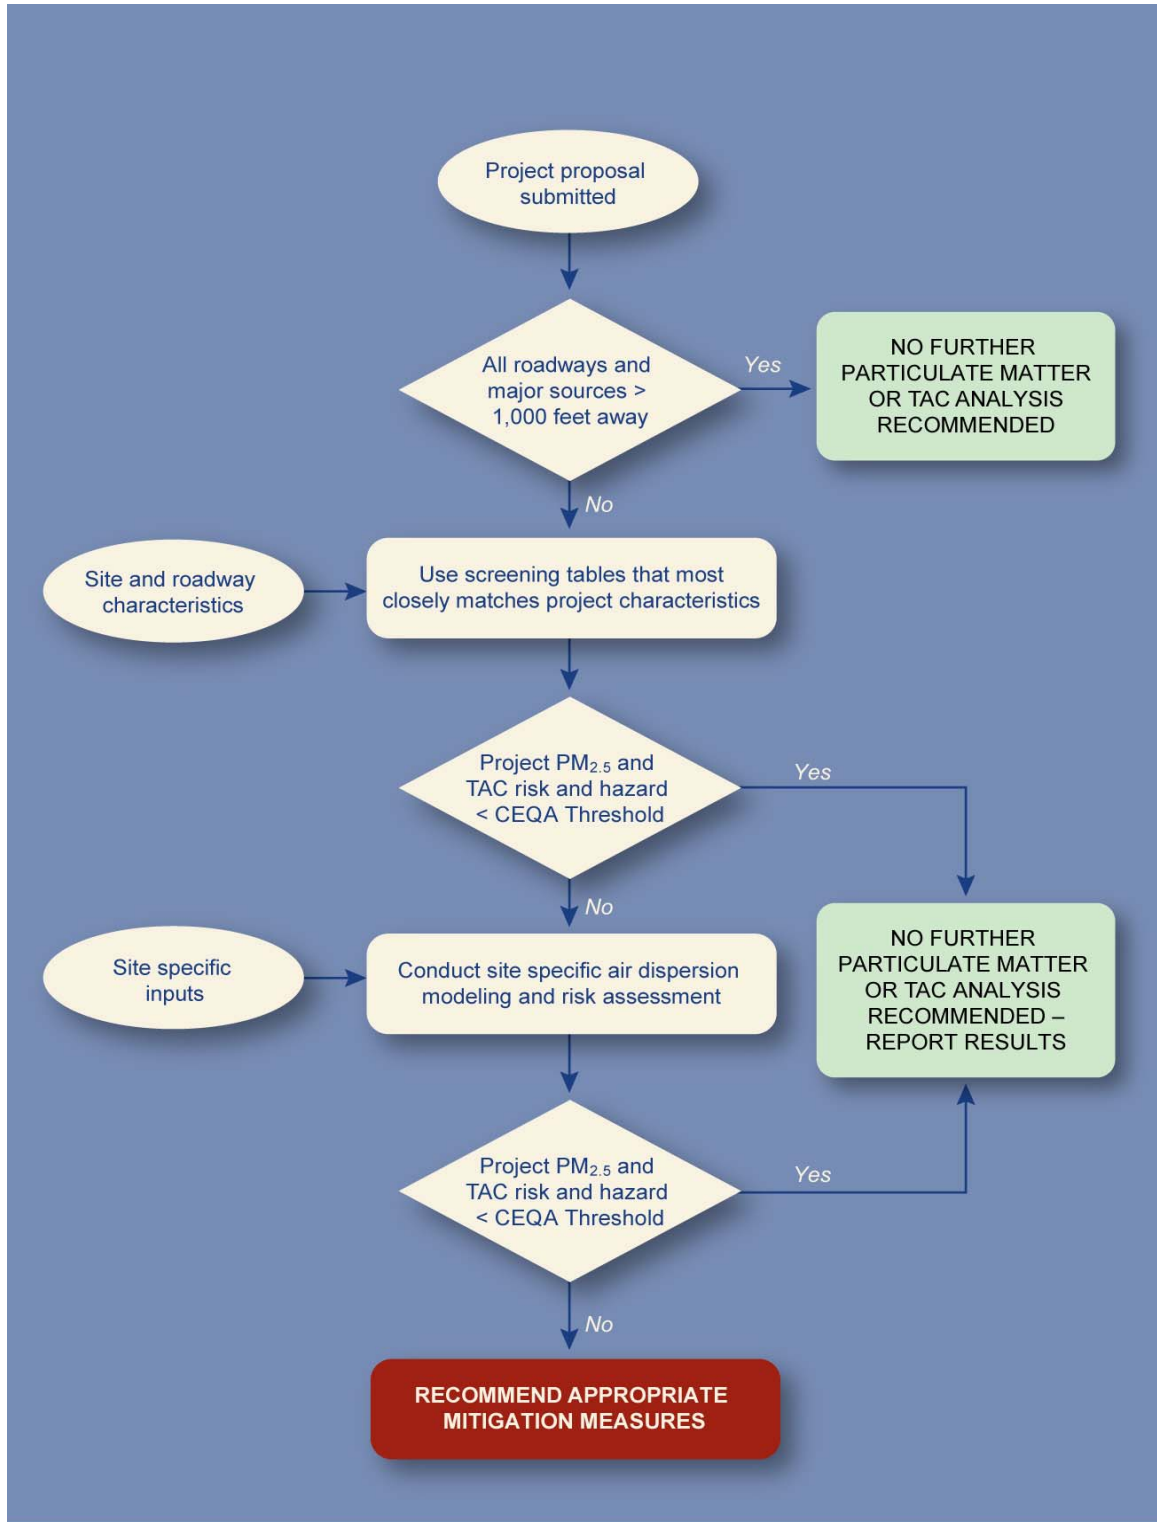 Project proposal
submitted
All roadways and
major sources >
1,000 feet away
Yes
NO FURTHER
PARTICULATE MATTER
OR TAC ANALYSIS
RECOMMENDED
No
Site and roadway
characteristics
Use screening tables that most
closely matches project characteristics
Project PM₂.₅ and
TAC risk and hazard
< CEQA Threshold
Yes
No
NO FURTHER
PARTICULATE MATTER
OR TAC ANALYSIS
RECOMMENDED –
REPORT RESULTS
Site specific
inputs
Conduct site specific air dispersion
modeling and risk assessment
Project PM₂.₅ and
TAC risk and hazard
< CEQA Threshold
Yes
No
RECOMMEND APPROPRIATE
MITIGATION MEASURES